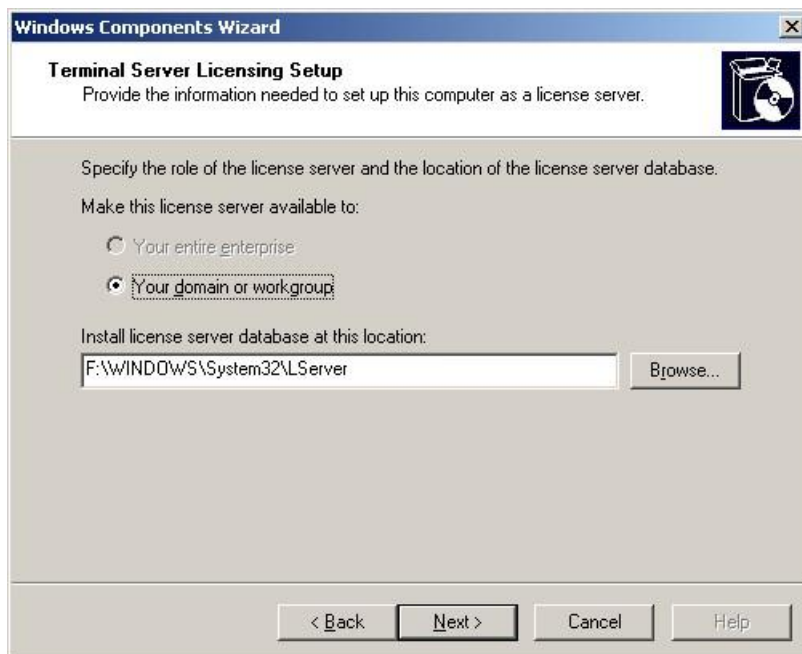 Windows Components Wizard
Terminal Server Licensing Setup
Provide the information needed to set up this computer as a license server.
Specify the role of the license server and the location of the license server database.
Make this license server available to:
Your entire enterprise
Your domain or workgroup
Install license server database at this location:
F:\WINDOWS\System32\LServer
Browse...
< Back Next > Cancel Help